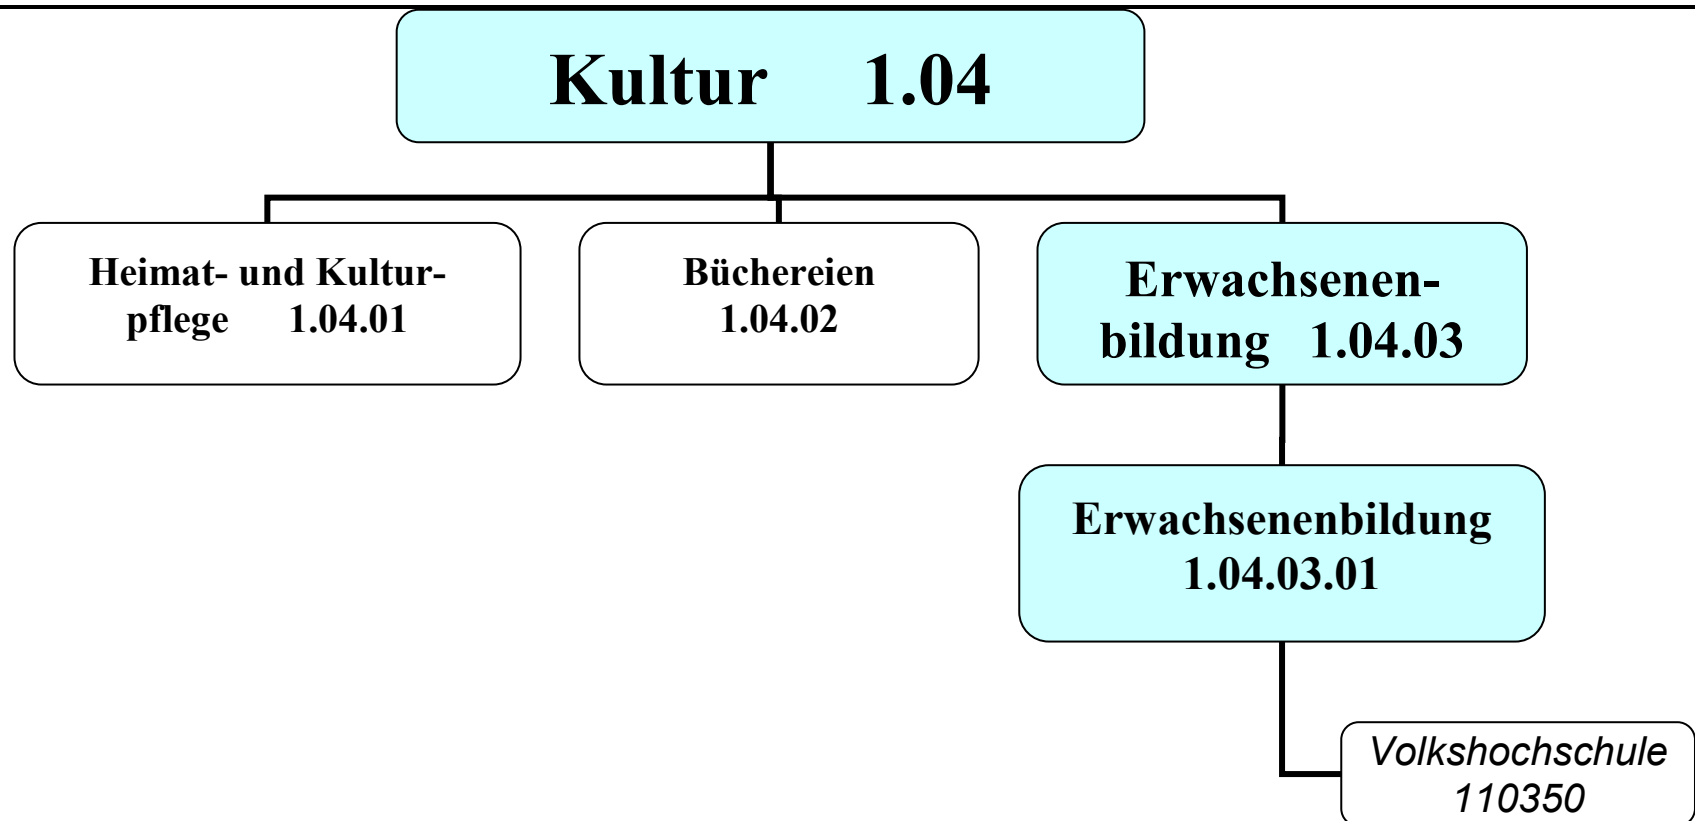 Kultur 1.04
Heimat- und Kultur-
pflege 1.04.01
Büchereien
1.04.02
Erwachsenen-
bildung 1.04.03
Erwachsenenbildung
1.04.03.01
Volkshochschule
110350